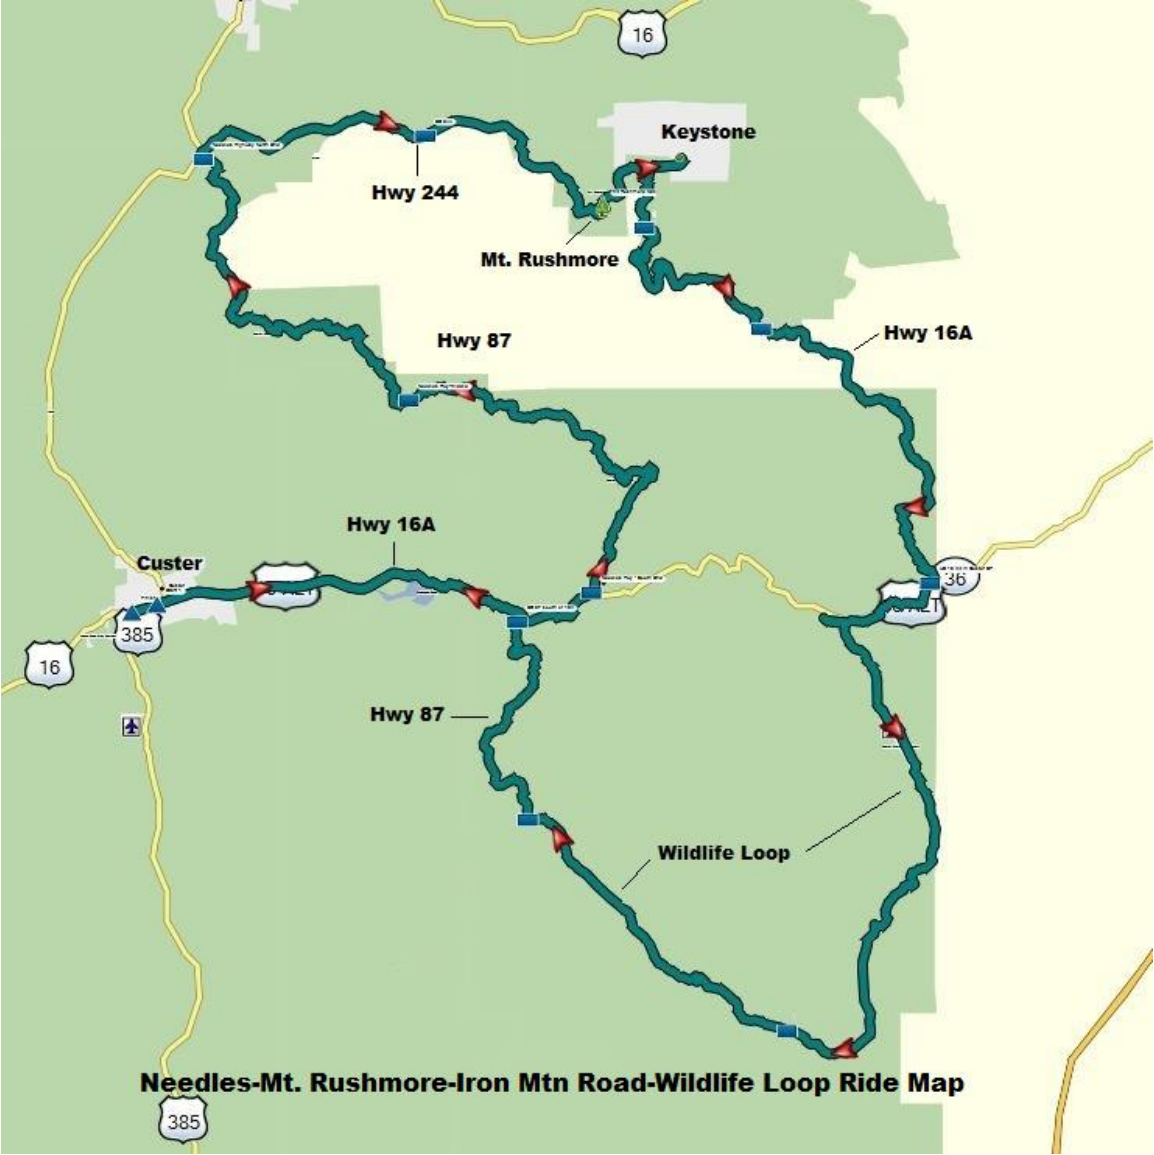 16
Keystone
Hwy 244
Mt. Rushmore
Hwy 87
Hwy 16A
Hwy 16A
Custer
36
385
16
Hwy 87
Wildlife Loop
Needles-Mt. Rushmore-Iron Mtn Road-Wildlife Loop Ride Map
385